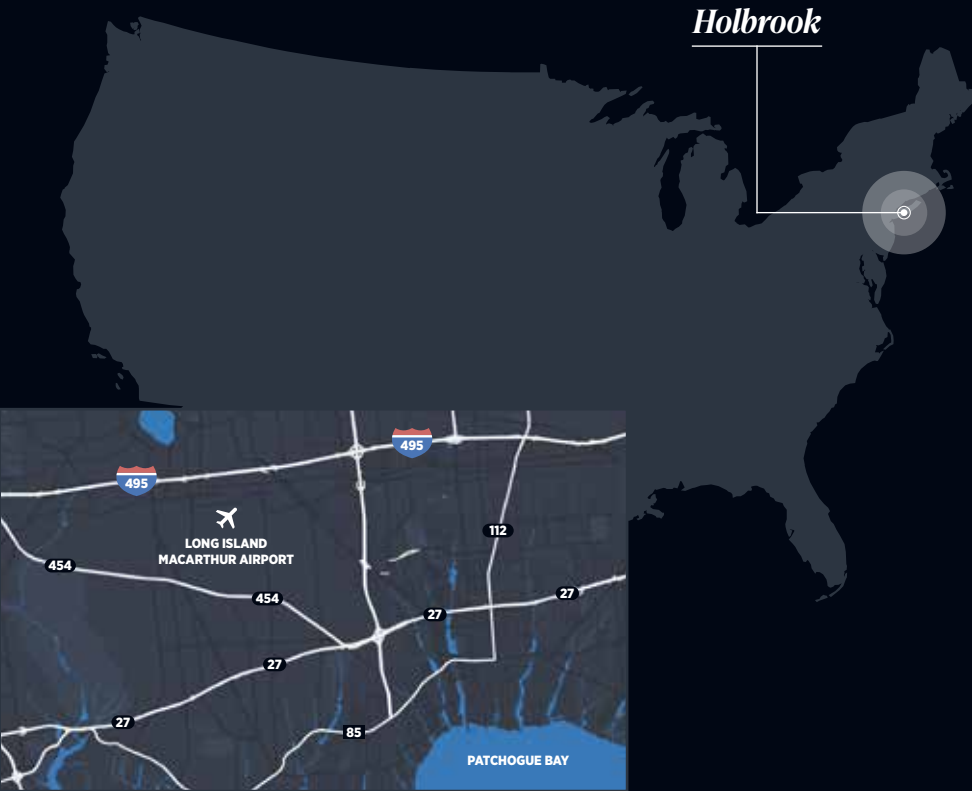 Holbrook
495
495
LONG ISLAND
MACARTHUR AIRPORT
112
454
454
27
27
27
27
85
PATCHOGUE BAY